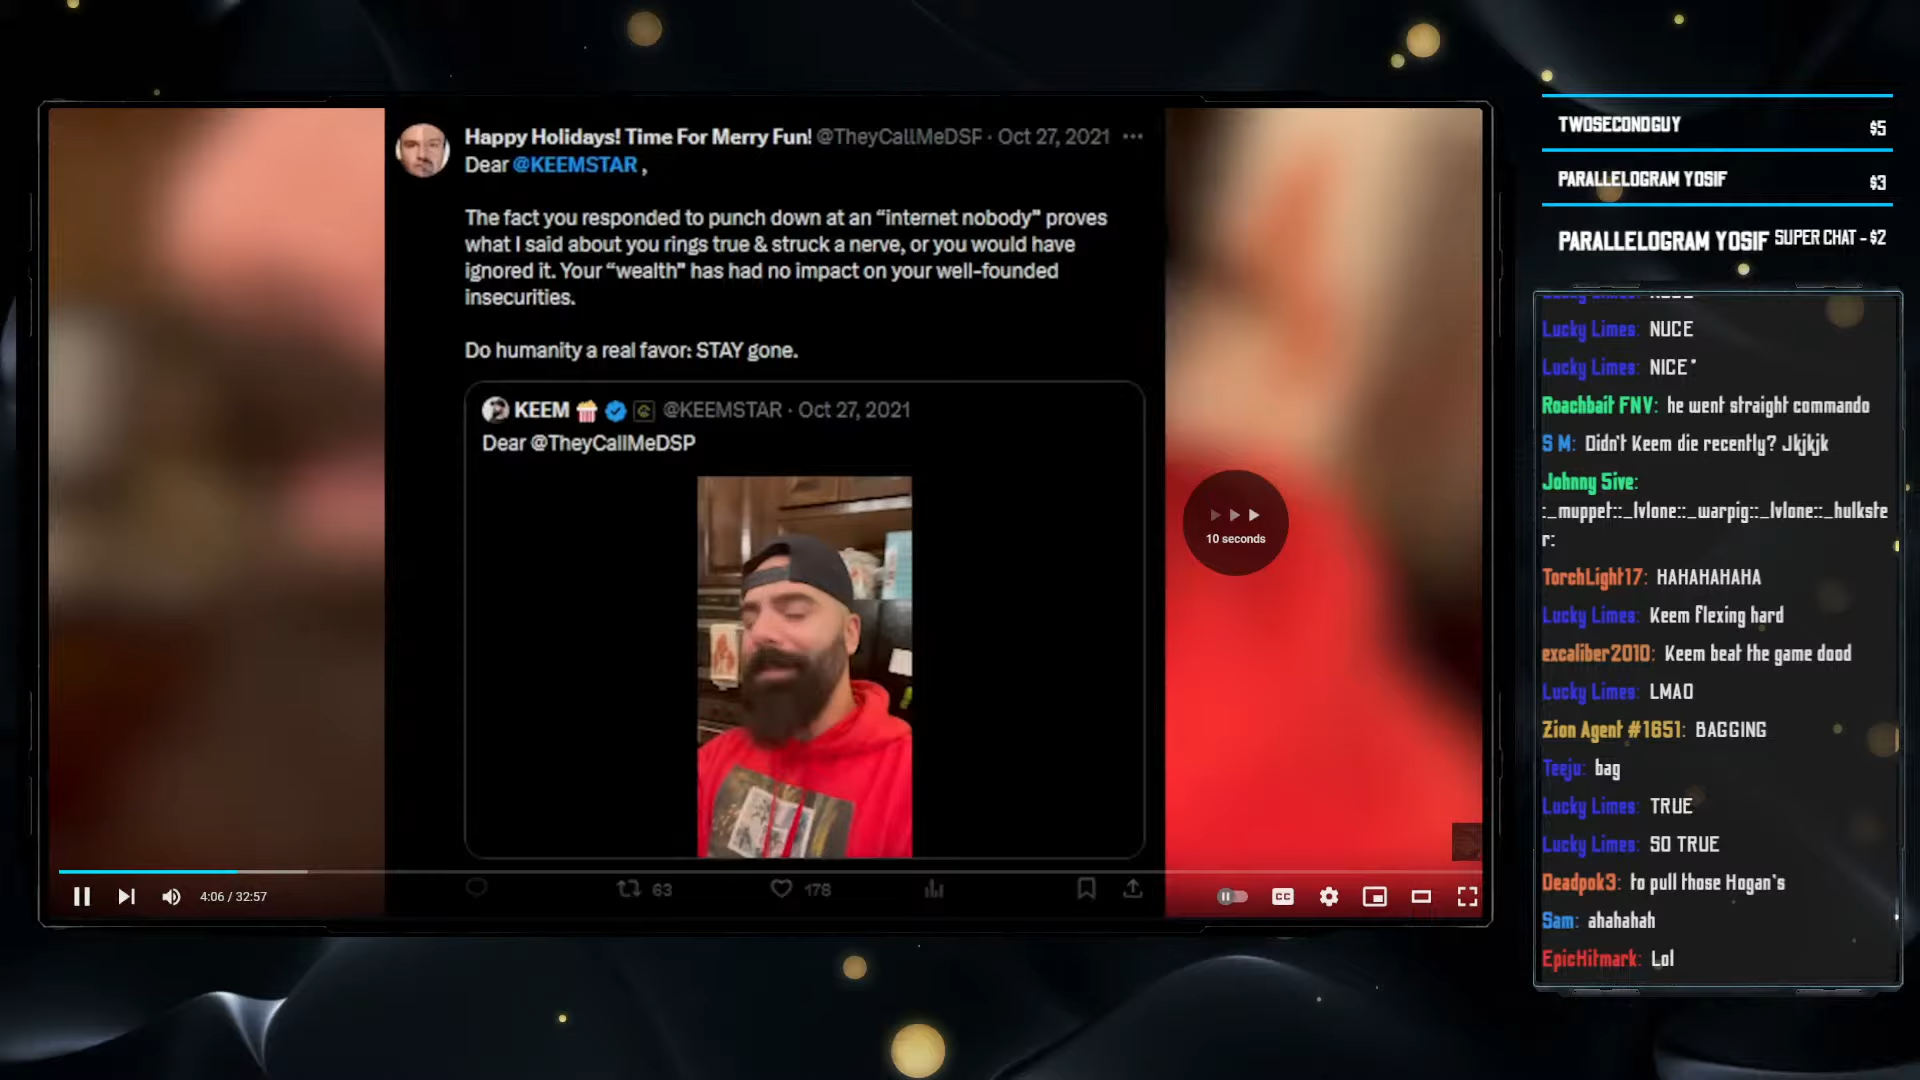 Happy Holidays! Time For Merry Fun! @TheyCallMeDSP · Oct 27, 2021 ···
Dear @KEEMSTAR ,
The fact you responded to punch down at an “internet nobody” proves
what I said about you rings true & struck a nerve, or you would have
ignored it. Your “wealth” has had no impact on your well-founded
insecurities.
Do humanity a real favor: STAY gone.
KEEM @KEEMSTAR · Oct 27, 2021
Dear @TheyCallMeDSP
10 seconds
63
178
4:06 / 32:57
CC
TWOSECONDGUY $5
PARALLELOGRAM YOSIF $3
PARALLELOGRAM YOSIF SUPER CHAT - $2
Lucky Limes: NUCE
Lucky Limes: NICE*
Roachbait FNV: he went straight commando
S M: Didn't Keem die recently? Jkjkjk
Johnny 5ive:
:_muppet::_lvlone::_warpig::_lvlone::_hulkste
r:
TorchLight17: HAHAHAHAHA
Lucky Limes: Keem flexing hard
excaliber2010: Keem beat the game dood
Lucky Limes: LMAO
Zion Agent #1651: BAGGING
Teeju: bag
Lucky Limes: TRUE
Lucky Limes: SO TRUE
Deadpok3: to pull those Hogan's
Sam: ahahahah
EpicHitmark: Lol